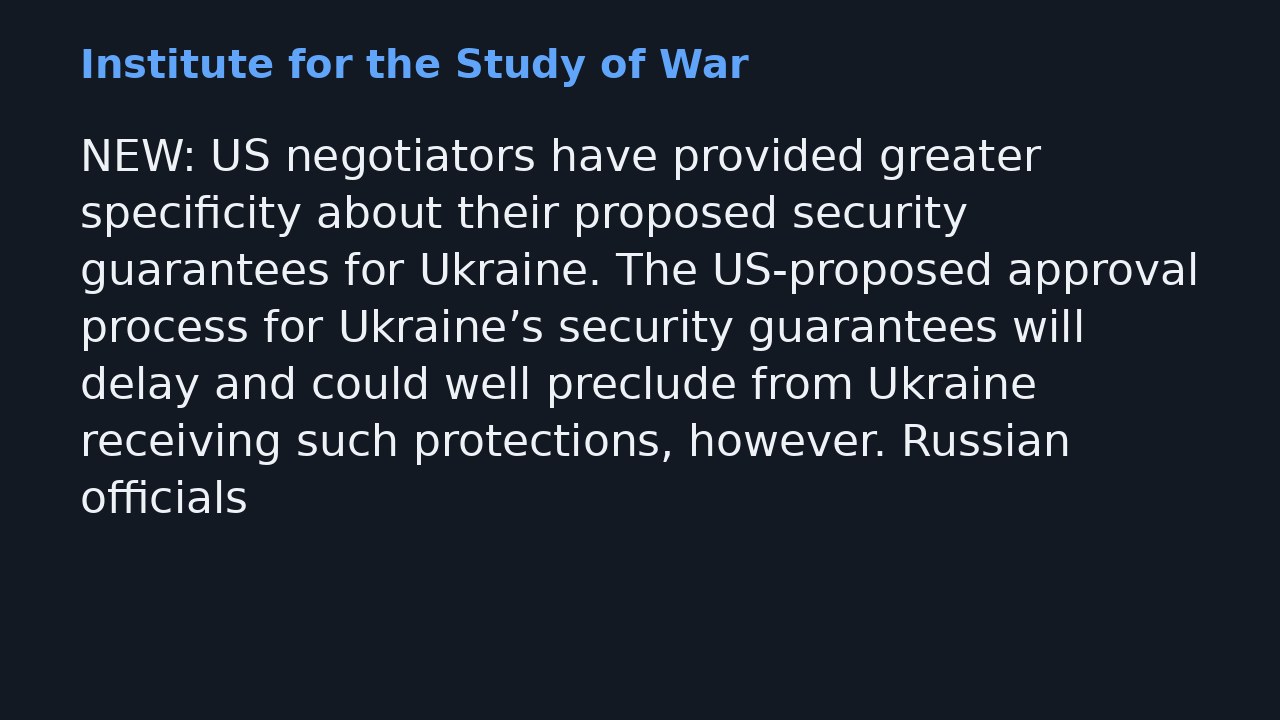 Institute for the Study of War
NEW: US negotiators have provided greater
specificity about their proposed security
guarantees for Ukraine. The US-proposed approval
process for Ukraine’s security guarantees will
delay and could well preclude from Ukraine
receiving such protections, however. Russian
officials